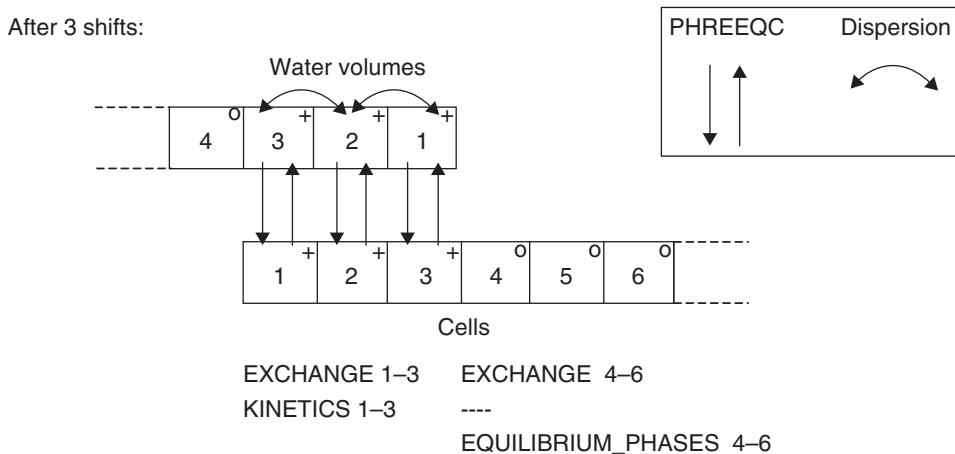 After 3 shifts:
PHREEQC Dispersion
Water volumes
o + + +
4 3 2 1
+ + + o o o
1 2 3 4 5 6
Cells
EXCHANGE 1–3 EXCHANGE 4–6
KINETICS 1–3 ----
EQUILIBRIUM_PHASES 4–6